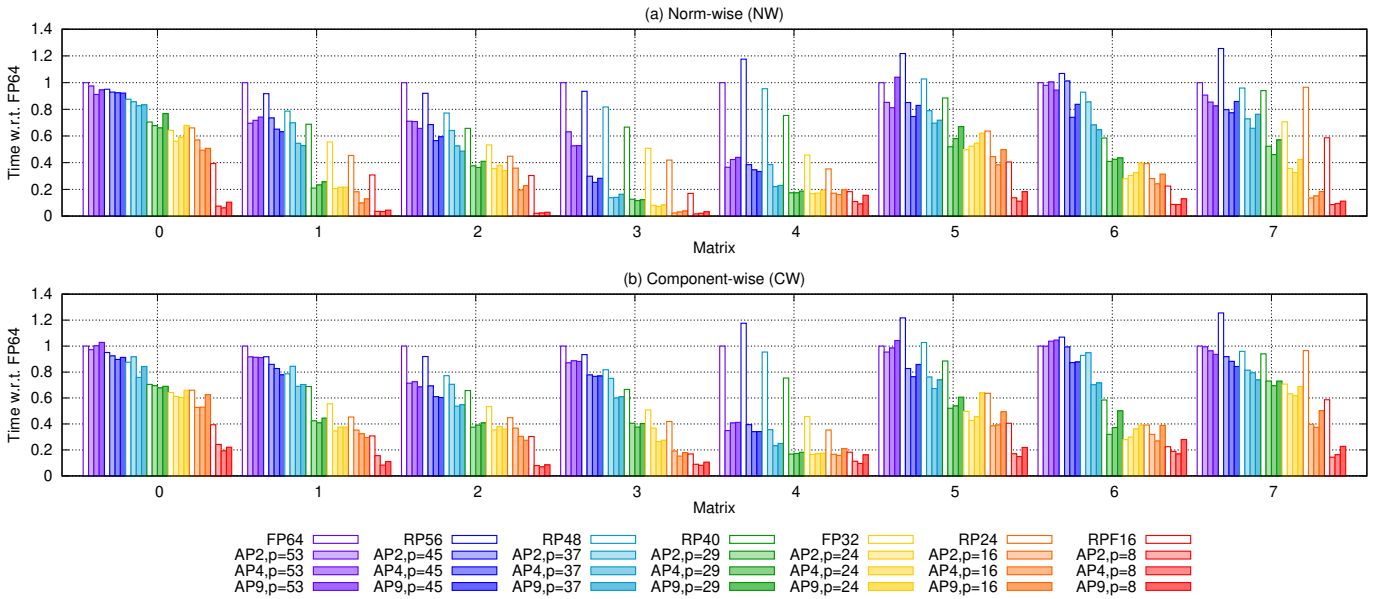 (a) Norm-wise (NW)
Time w.r.t. FP64
1.4
1.2
1
0.8
0.6
0.4
0.2
0
0 1 2 3 4 5 6 7
Matrix
(b) Component-wise (CW)
Time w.r.t. FP64
1.4
1.2
1
0.8
0.6
0.4
0.2
0
0 1 2 3 4 5 6 7
Matrix
FP64 RP56 RP48 RP40 FP32 RP24 RPF16
AP2,p=53 AP2,p=45 AP2,p=37 AP2,p=29 AP2,p=24 AP2,p=16 AP2,p=8
AP4,p=53 AP4,p=45 AP4,p=37 AP4,p=29 AP4,p=24 AP4,p=16 AP4,p=8
AP9,p=53 AP9,p=45 AP9,p=37 AP9,p=29 AP9,p=24 AP9,p=16 AP9,p=8